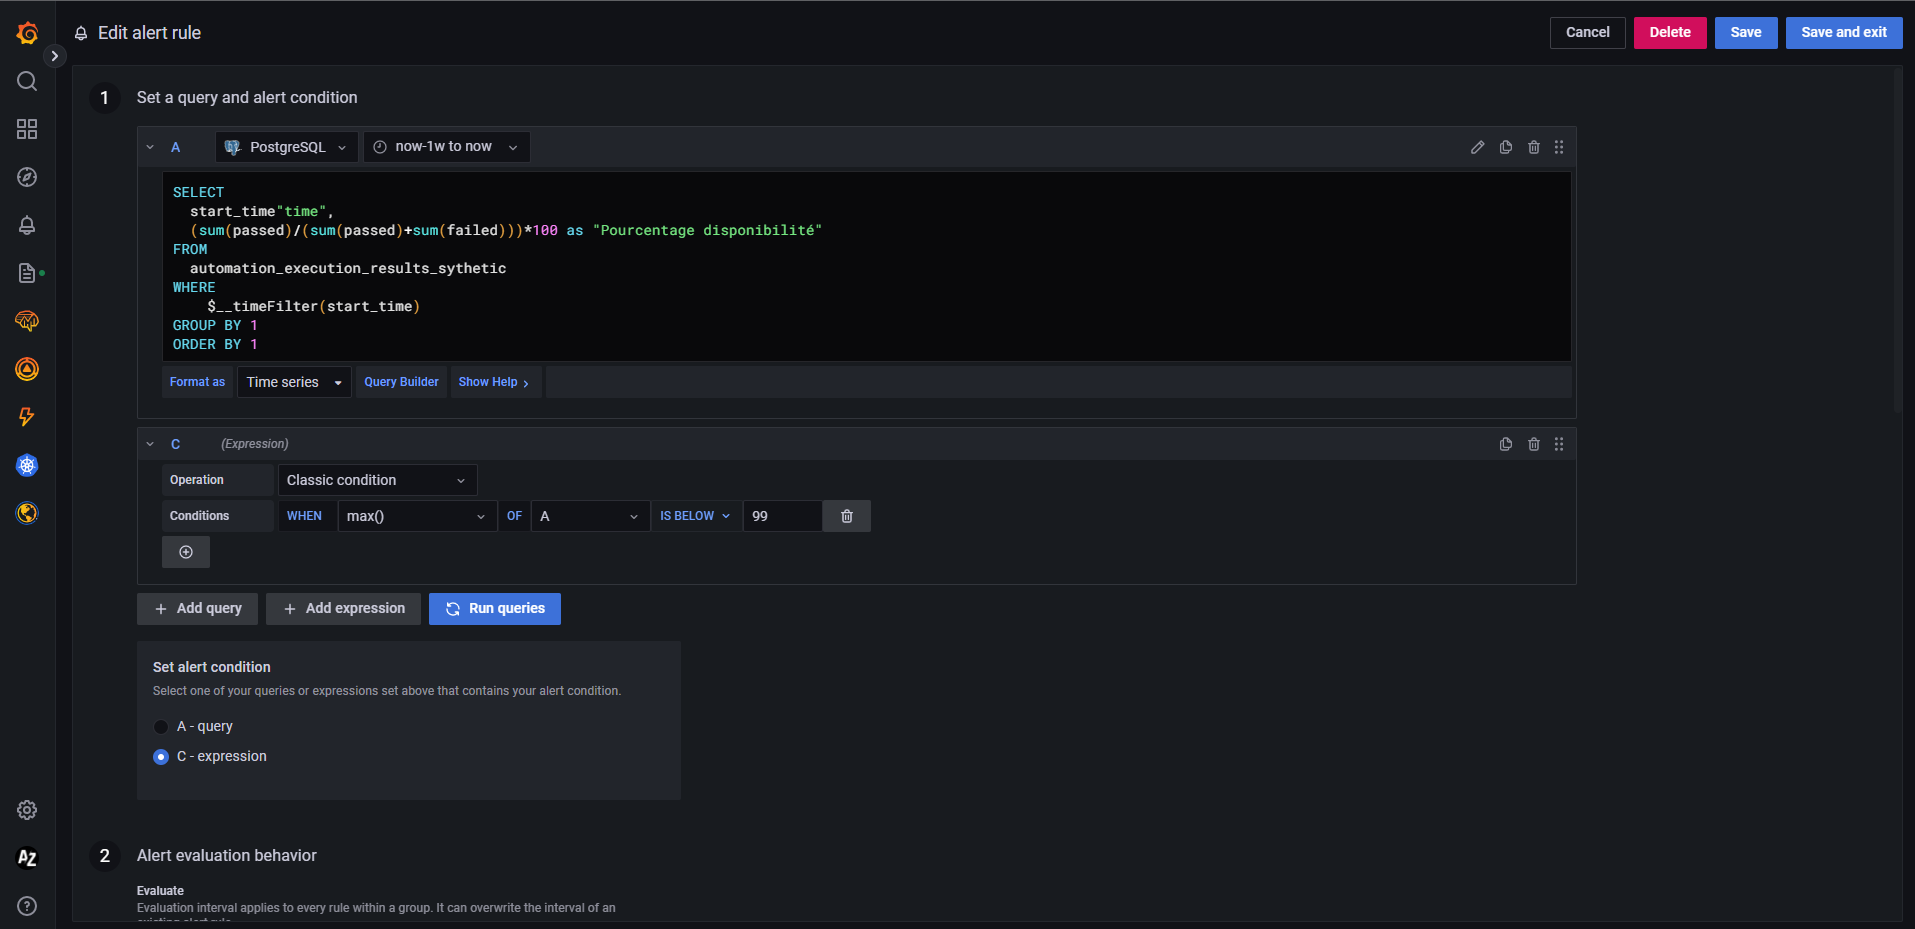 Edit alert rule
Cancel
Delete
Save
Save and exit
1
Set a query and alert condition
A
PostgreSQL
now-1w to now
SELECT
start_time"time",
(sum(passed)/(sum(passed)+sum(failed)))*100 as "Pourcentage disponibilité"
FROM
automation_execution_results_sythetic
WHERE
$__timeFilter(start_time)
GROUP BY 1
ORDER BY 1
Format as
Time series
Query Builder
Show Help
C
(Expression)
Operation
Classic condition
Conditions
WHEN
max()
OF
A
IS BELOW
99
Add query
Add expression
Run queries
Set alert condition
Select one of your queries or expressions set above that contains your alert condition.
A - query
C - expression
2
Alert evaluation behavior
Evaluate
Evaluation interval applies to every rule within a group. It can overwrite the interval of an
existing alert rule.
AZ